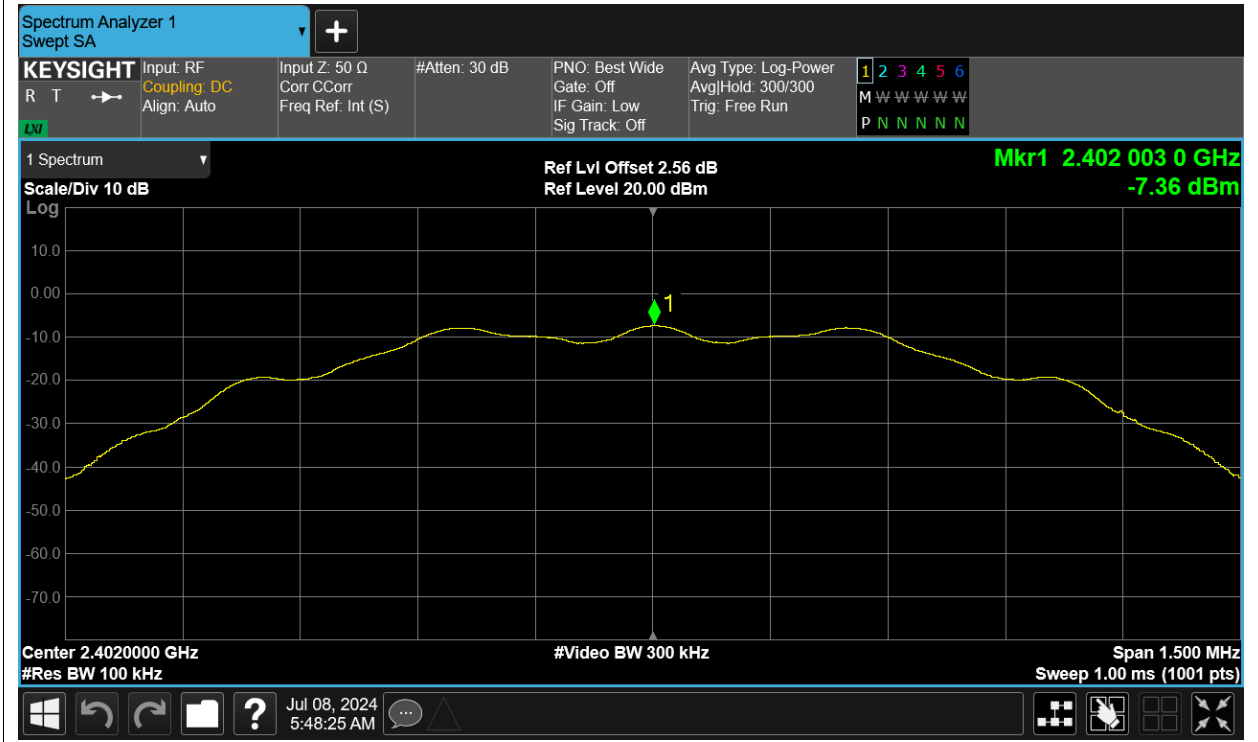 Spectrum Analyzer 1
Swept SA
+
KEYSIGHT
R T
LXI
Input: RF
Coupling: DC
Align: Auto
Input Z: 50 Ω
Corr CCorr
Freq Ref: Int (S)
#Atten: 30 dB
PNO: Best Wide
Gate: Off
IF Gain: Low
Sig Track: Off
Avg Type: Log-Power
Avg|Hold: 300/300
Trig: Free Run
1 2 3 4 5 6
M W W W W W
P N N N N N
1 Spectrum
Scale/Div 10 dB
Log
Ref Lvl Offset 2.56 dB
Ref Level 20.00 dBm
Mkr1 2.402 003 0 GHz
-7.36 dBm
10.0
0.00
1
-10.0
-20.0
-30.0
-40.0
-50.0
-60.0
-70.0
Center 2.4020000 GHz
#Video BW 300 kHz
Span 1.500 MHz
#Res BW 100 kHz
Sweep 1.00 ms (1001 pts)
?
Jul 08, 2024
5:48:25 AM